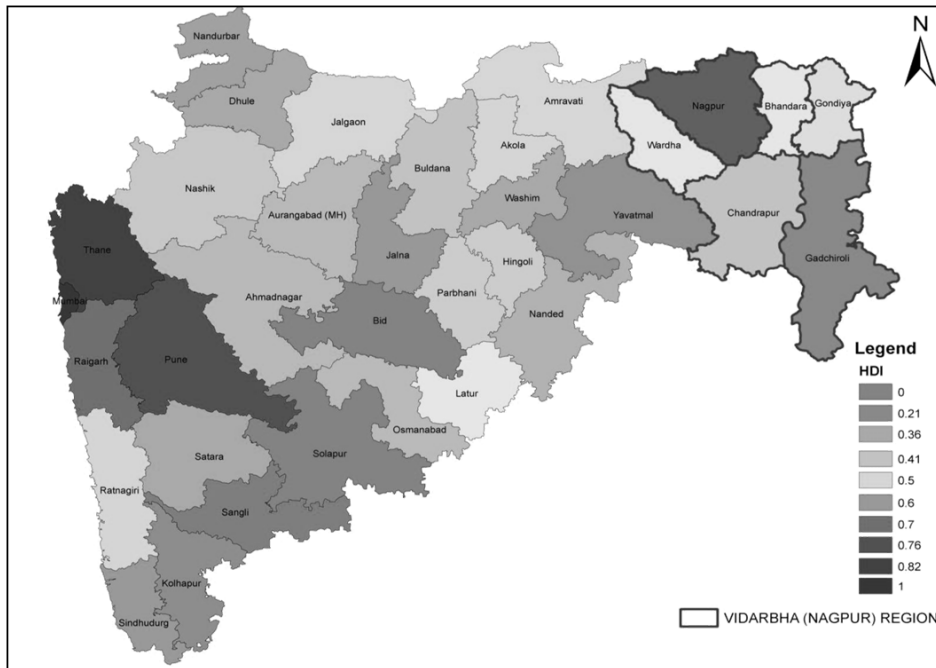 N
Nandurbar
Dhule
Jalgaon
Amravati
Nagpur
Bhandara
Gondiya
Akola
Wardha
Buldana
Nashik
Washim
Aurangabad (MH)
Yavatmal
Chandrapur
Thane
Jalna
Hingoli
Gadchiroli
Mumbai
Ahmadnagar
Parbhani
Nanded
Bid
Raigarh
Pune
Latur
Osmanabad
Satara
Solapur
Ratnagiri
Sangli
Kolhapur
Sindhudurg
Legend
HDI
0
0.21
0.36
0.41
0.5
0.6
0.7
0.76
0.82
1
VIDARBHA (NAGPUR) REGION